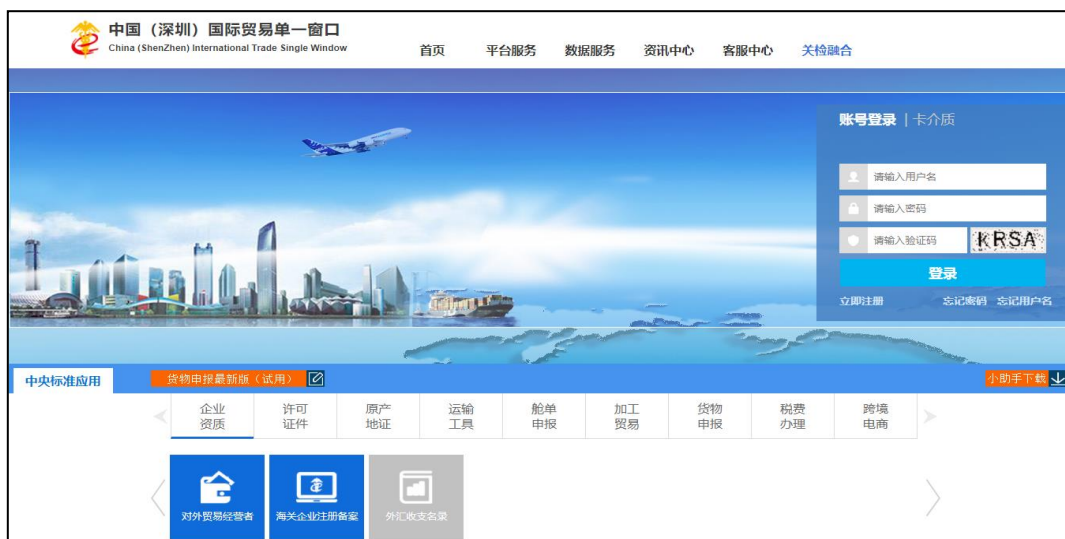 中国（深圳）国际贸易单一窗口
China (ShenZhen) International Trade Single Window
首页 平台服务 数据服务 资讯中心 客服中心 关检融合
账号登录 | 卡介质
请输入用户名
请输入密码
请输入验证码 KRSA
登录
立即注册 忘记密码 忘记用户名
中央标准应用 货物申报最新版（试用） 小助手下载
企业 许可 原产 运输 舱单 加工 货物 税费 跨境
资质 证件 地证 工具 申报 贸易 申报 办理 电商
对外贸易经营者 海关企业注册备案 外汇收支名录